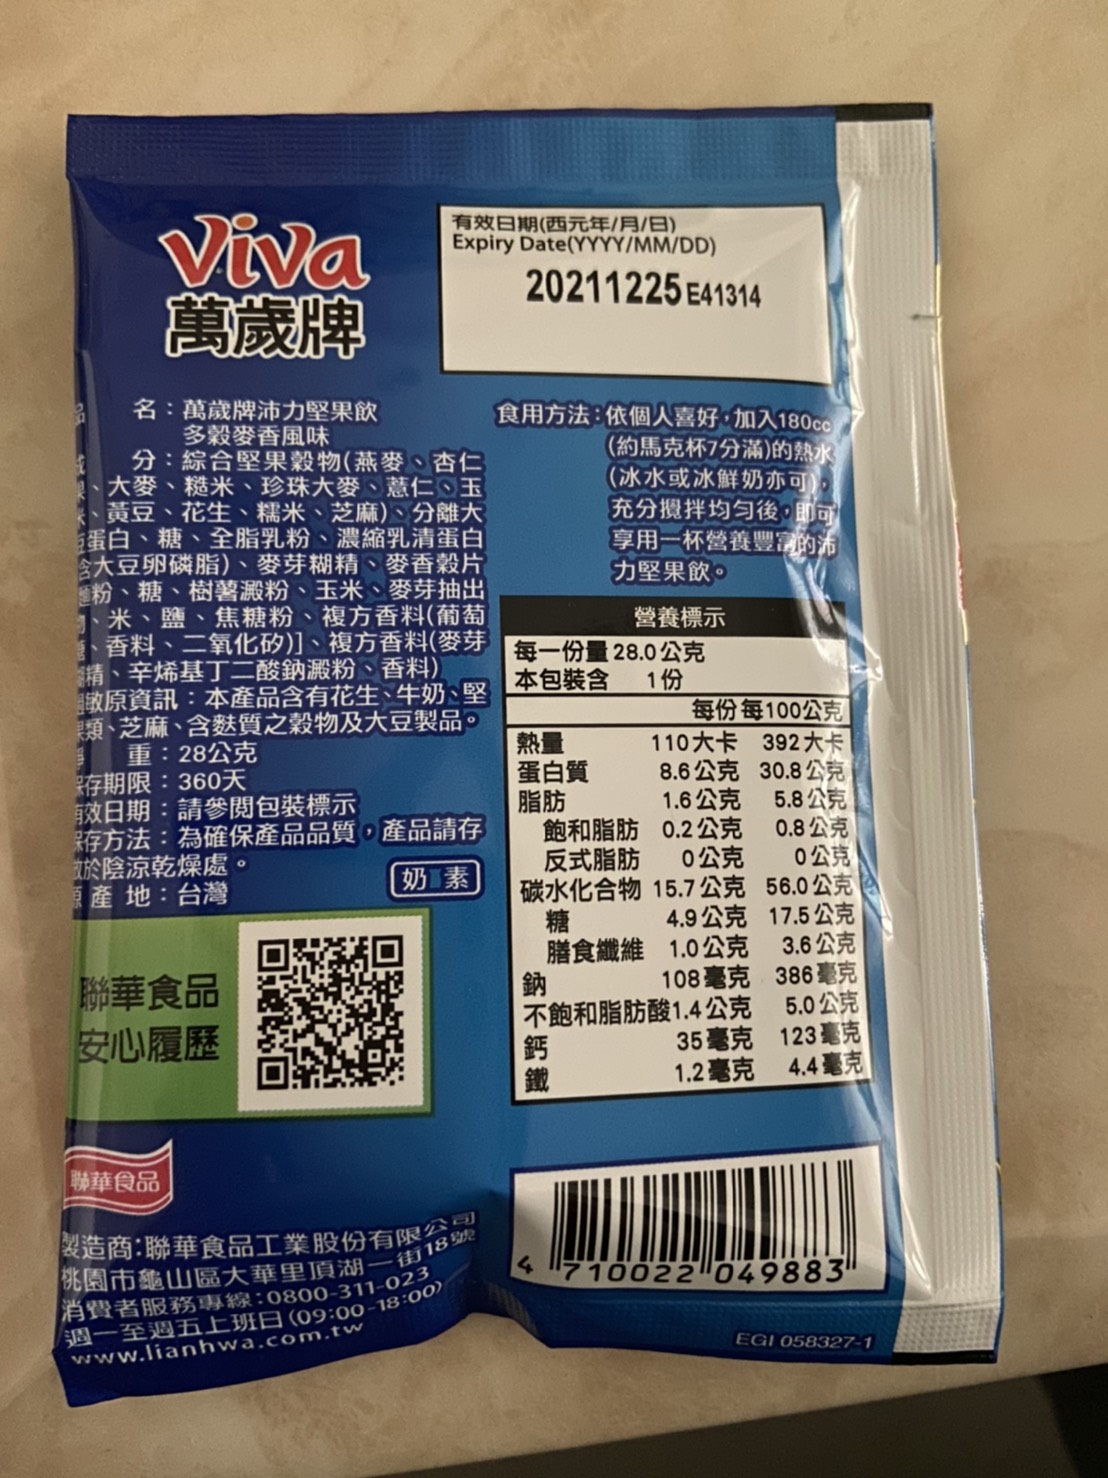 Viva
萬歲牌
有效日期(西元年/月/日)
Expiry Date(YYYY/MM/DD)
20211225 E41314
品 名：萬歲牌沛力堅果飲
多穀麥香風味
分：綜合堅果穀物(燕麥、杏仁
、大麥、糙米、珍珠大麥、薏仁、玉
米、黃豆、花生、糯米、芝麻)、分離大
豆蛋白、糖、全脂乳粉、濃縮乳清蛋白
含大豆卵磷脂)、麥芽糊精、麥香穀片
麵粉、糖、樹薯澱粉、玉米、麥芽抽出
、米、鹽、焦糖粉、複方香料(葡萄
、香料、二氧化矽)]、複方香料(麥芽
糊精、辛烯基丁二酸鈉澱粉、香料)
敏原資訊：本產品含有花生、牛奶、堅
果類、芝麻、含麩質之穀物及大豆製品。
重：28公克
保存期限：360天
有效日期：請參閱包裝標示
保存方法：為確保產品品質，產品請存
放於陰涼乾燥處。
原產地：台灣
奶 素
聯華食品
安心履歷
聯華食品
製造商:聯華食品工業股份有限公司
桃園市龜山區大華里頂湖一街18號
消費者服務專線:0800-311-023
週一至週五上班日(09:00-18:00)
www.lianhwa.com.tw
食用方法：依個人喜好，加入180cc
(約馬克杯7分滿)的熱水
(冰水或冰鮮奶亦可)，
充分攪拌均勻後，即可
享用一杯營養豐富的沛
力堅果飲。
營養標示
每一份量 28.0公克
本包裝含 1份
每份 每100公克
熱量 110大卡 392大卡
蛋白質 8.6公克 30.8公克
脂肪 1.6公克 5.8公克
飽和脂肪 0.2公克 0.8公克
反式脂肪 0公克 0公克
碳水化合物 15.7公克 56.0公克
糖 4.9公克 17.5公克
膳食纖維 1.0公克 3.6公克
鈉 108毫克 386毫克
不飽和脂肪酸 1.4公克 5.0公克
鈣 35毫克 123毫克
鐵 1.2毫克 4.4毫克
4 710022 049883
EGI 058327-1